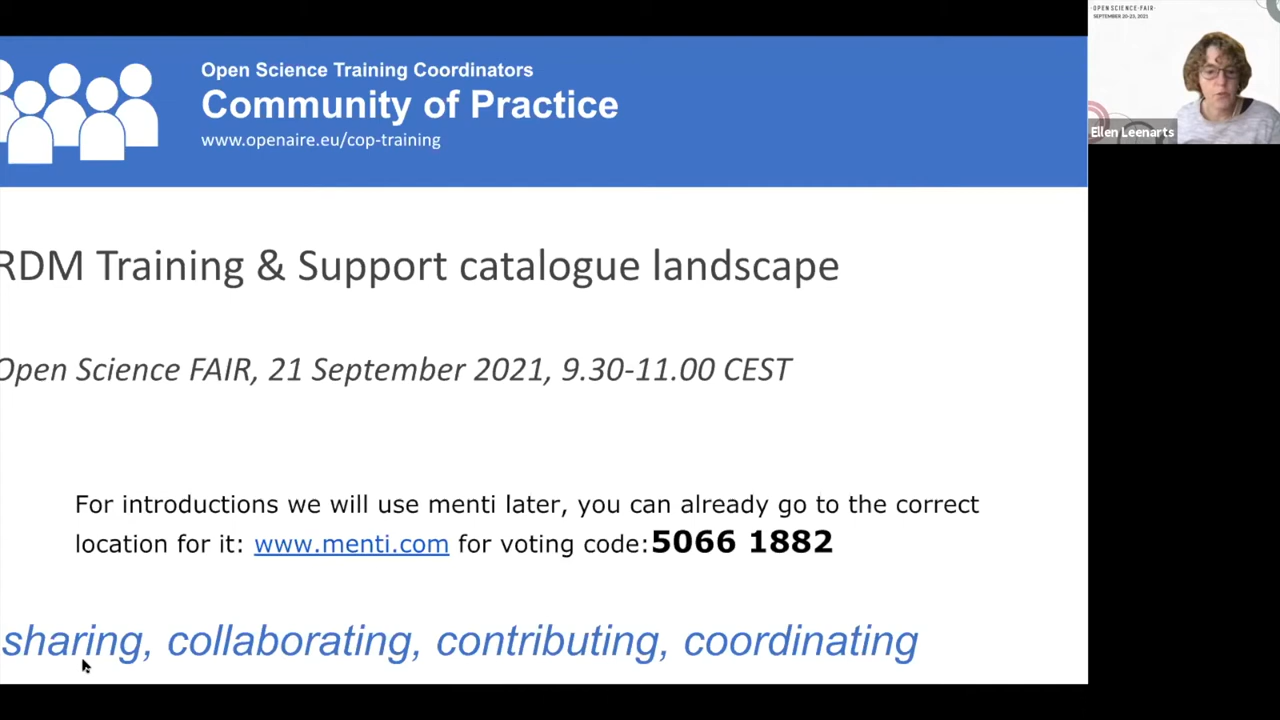 Open Science Training Coordinators
Community of Practice
www.openaire.eu/cop-training
RDM Training & Support catalogue landscape
Open Science FAIR, 21 September 2021, 9.30-11.00 CEST
For introductions we will use menti later, you can already go to the correct
location for it: www.menti.com for voting code:5066 1882
sharing, collaborating, contributing, coordinating
OPEN SCIENCE FAIR
SEPTEMBER 20-23, 2021
Ellen Leenarts